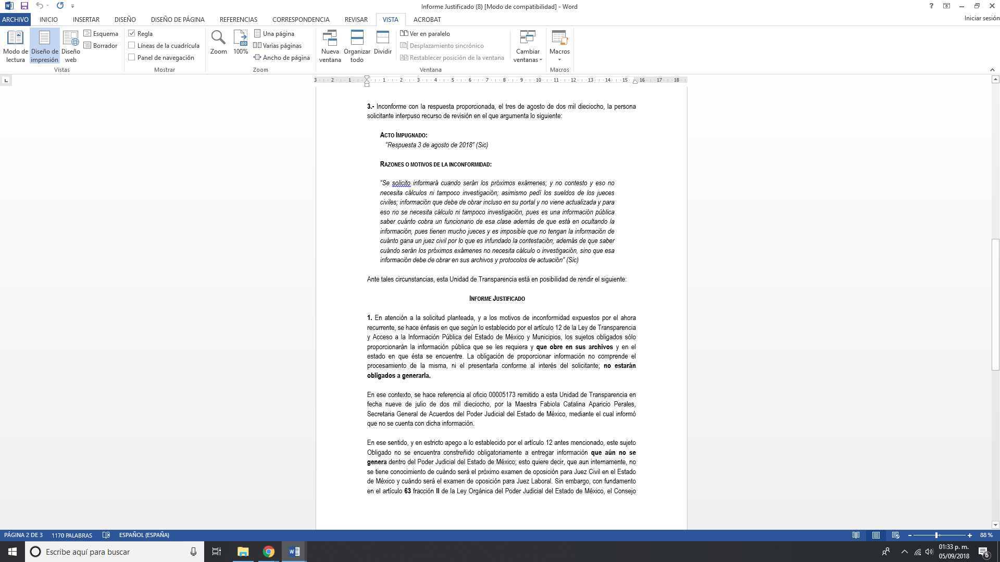 Informe Justificado (8) [Modo de compatibilidad] - Word
Iniciar sesión
ARCHIVO INICIO INSERTAR DISEÑO DISEÑO DE PÁGINA REFERENCIAS CORRESPONDENCIA REVISAR VISTA ACROBAT
Modo de lectura
Diseño de impresión
Diseño web
Esquema
Borrador
Vistas
Regla
Líneas de la cuadrícula
Panel de navegación
Mostrar
Zoom
100%
Una página
Varias páginas
Ancho de página
Zoom
Nueva ventana
Organizar todo
Dividir
Ver en paralelo
Desplazamiento sincrónico
Restablecer posición de la ventana
Ventana
Cambiar ventanas
Macros
Macros
3 2 1 1 2 3 4 5 6 7 8 9 10 11 12 13 14 15 16 17 18
3.- Inconforme con la respuesta proporcionada, el tres de agosto de dos mil dieciocho, la persona
solicitante interpuso recurso de revisión en el que argumenta lo siguiente:
ACTO IMPUGNADO:
“Respuesta 3 de agosto de 2018” (Sic)
RAZONES O MOTIVOS DE LA INCONFORMIDAD:
“Se solicito informará cuando serán los próximos exámenes; y no contesto y eso no
necesita cálculos ni tampoco investigación; asimismo pedí los sueldos de los jueces
civiles; información que debe de obrar incluso en su portal y no viene actualizada y para
eso no se necesita cálculo ni tampoco investigación, pues es una información pública
saber cuánto cobra un funcionario de esa clase además de que está en ocultando la
información, pues tienen mucho jueces y es imposible que no tengan la información de
cuánto gana un juez civil por lo que es infundado la contestación, además de que saber
cuándo serán los próximos exámenes no necesita cálculo o investigación, sino que esa
información debe de obrar en sus archivos y protocolos de actuación” (Sic)
Ante tales circunstancias, esta Unidad de Transparencia está en posibilidad de rendir el siguiente:
INFORME JUSTIFICADO
1. En atención a la solicitud planteada, y a los motivos de inconformidad expuestos por el ahora
recurrente, se hace énfasis en que según lo establecido por el artículo 12 de la Ley de Transparencia
y Acceso a la Información Pública del Estado de México y Municipios, los sujetos obligados sólo
proporcionarán la información pública que se les requiera y que obre en sus archivos y en el
estado en que ésta se encuentre. La obligación de proporcionar información no comprende el
procesamiento de la misma, ni el presentarla conforme al interés del solicitante; no estarán
obligados a generarla.
En ese contexto, se hace referencia al oficio 00005173 remitido a esta Unidad de Transparencia en
fecha nueve de julio de dos mil dieciocho, por la Maestra Fabiola Catalina Aparicio Perales,
Secretaria General de Acuerdos del Poder Judicial del Estado de México, mediante el cual informó
que no se cuenta con dicha información.
En ese sentido, y en estricto apego a lo establecido por el artículo 12 antes mencionado, este sujeto
Obligado no se encuentra constreñido obligatoriamente a entregar información que aún no se
genera dentro del Poder Judicial del Estado de México; esto quiere decir, que aun internamente, no
se tiene conocimiento de cuándo será el próximo examen de oposición para Juez Civil en el Estado
de México y cuándo será el examen de oposición para Juez Laboral. Sin embargo, con fundamento
en el artículo 63 fracción II de la Ley Orgánica del Poder Judicial del Estado de México, el Consejo
PÁGINA 2 DE 3 1170 PALABRAS ESPAÑOL (ESPAÑA) 88 %
Escribe aquí para buscar
01:33 p. m.
05/09/2018
6